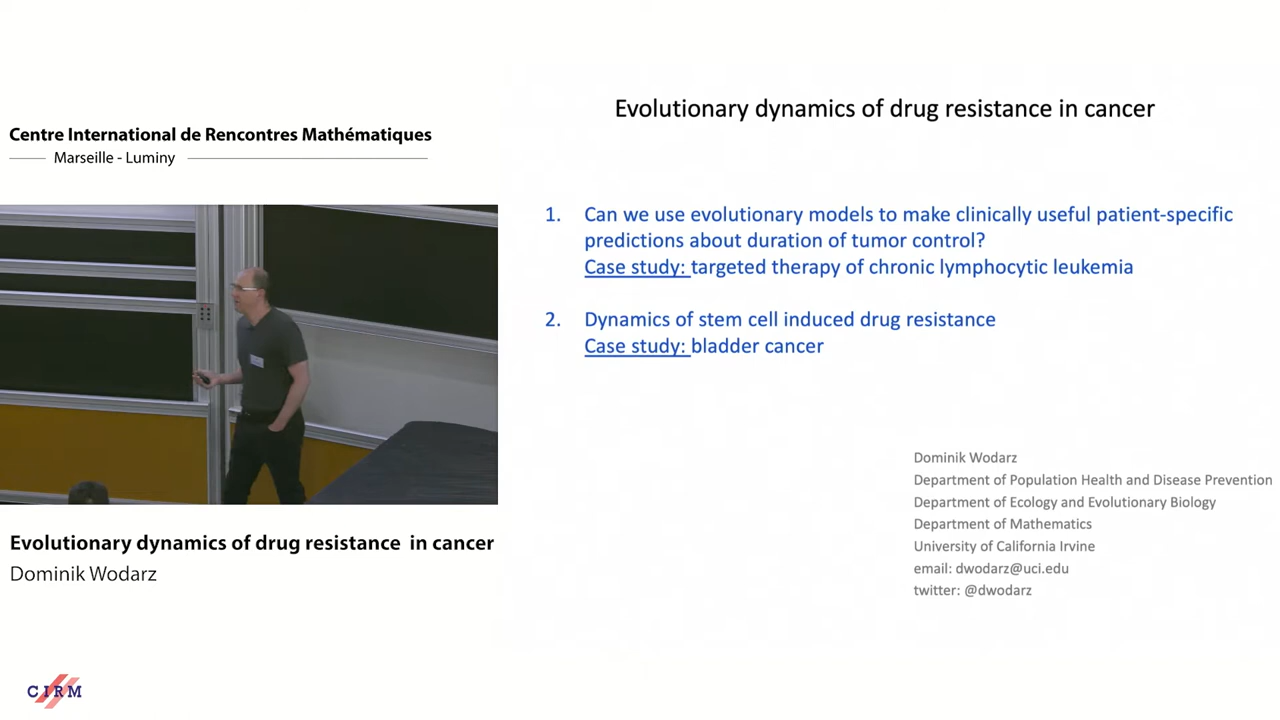 Centre International de Rencontres Mathématiques
Marseille - Luminy
Evolutionary dynamics of drug resistance in cancer
Dominik Wodarz
CIRM
Evolutionary dynamics of drug resistance in cancer
1. Can we use evolutionary models to make clinically useful patient-specific
predictions about duration of tumor control?
Case study: targeted therapy of chronic lymphocytic leukemia
2. Dynamics of stem cell induced drug resistance
Case study: bladder cancer
Dominik Wodarz
Department of Population Health and Disease Prevention
Department of Ecology and Evolutionary Biology
Department of Mathematics
University of California Irvine
email: dwodarz@uci.edu
twitter: @dwodarz